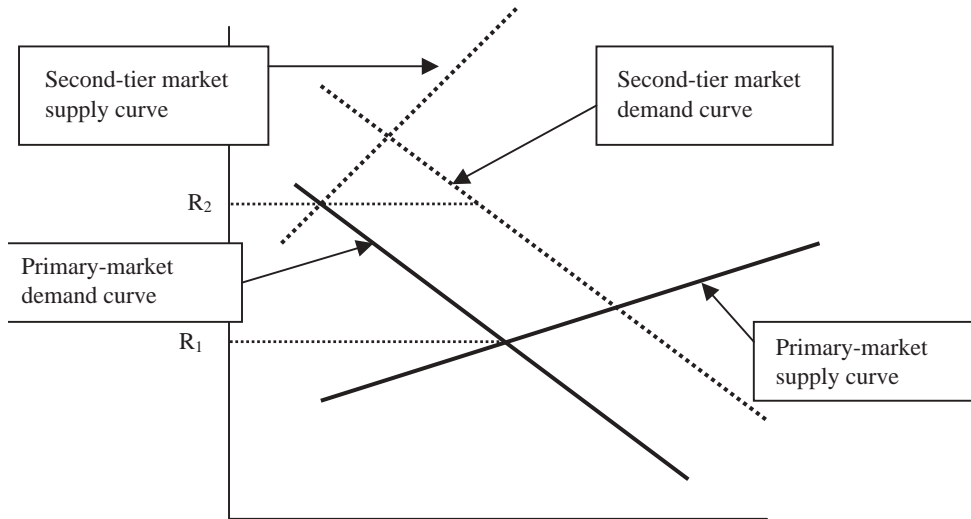 Second-tier market
supply curve
Second-tier market
demand curve
R₂
Primary-market
demand curve
R₁
Primary-market
supply curve